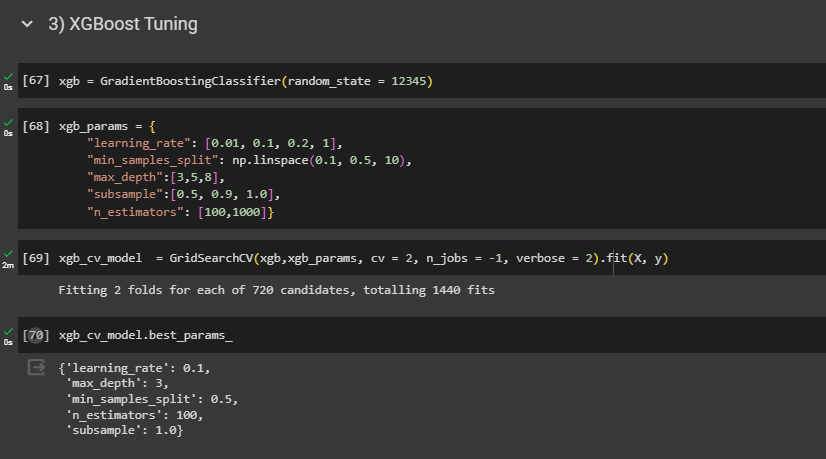 3) XGBoost Tuning
[67] xgb = GradientBoostingClassifier(random_state = 12345)
0s
[68] xgb_params = {
0s
"learning_rate": [0.01, 0.1, 0.2, 1],
"min_samples_split": np.linspace(0.1, 0.5, 10),
"max_depth":[3,5,8],
"subsample":[0.5, 0.9, 1.0],
"n_estimators": [100,1000]}
[69] xgb_cv_model  = GridSearchCV(xgb,xgb_params, cv = 2, n_jobs = -1, verbose = 2).fit(X, y)
2m
Fitting 2 folds for each of 720 candidates, totalling 1440 fits
[70] xgb_cv_model.best_params_
0s
{'learning_rate': 0.1,
'max_depth': 3,
'min_samples_split': 0.5,
'n_estimators': 100,
'subsample': 1.0}